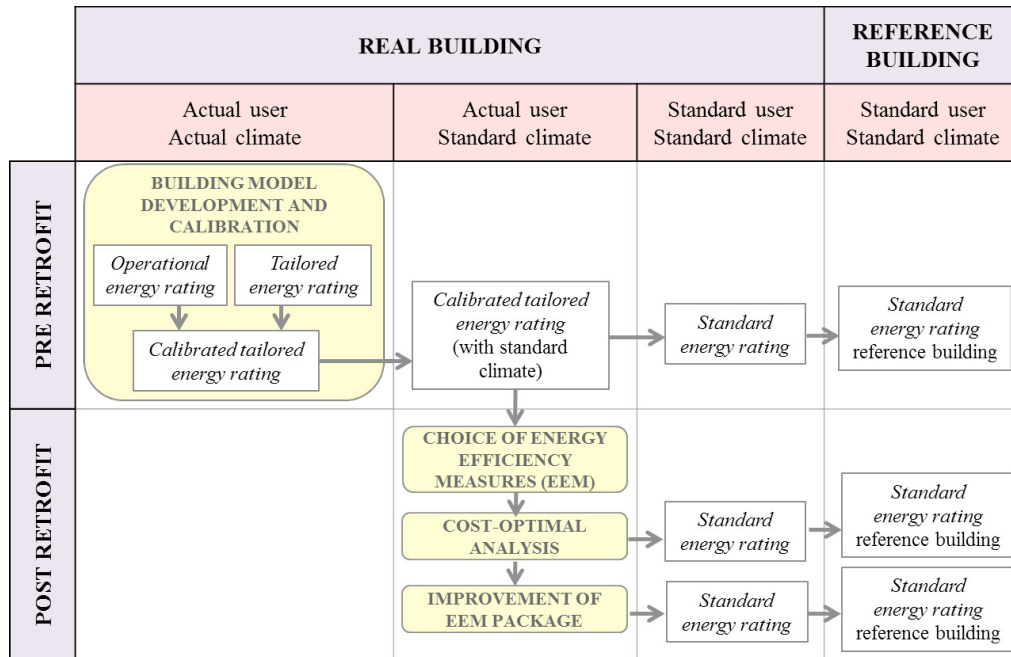 REAL BUILDING
REFERENCE
BUILDING
Actual user
Actual climate
Actual user
Standard climate
Standard user
Standard climate
Standard user
Standard climate
PRE RETROFIT
BUILDING MODEL
DEVELOPMENT AND
CALIBRATION
Operational
energy rating
Tailored
energy rating
Calibrated tailored
energy rating
Calibrated tailored
energy rating
(with standard
climate)
Standard
energy rating
Standard
energy rating
reference building
POST RETROFIT
CHOICE OF ENERGY
EFFICIENCY
MEASURES (EEM)
COST-OPTIMAL
ANALYSIS
Standard
energy rating
Standard
energy rating
reference building
IMPROVEMENT OF
EEM PACKAGE
Standard
energy rating
Standard
energy rating
reference building